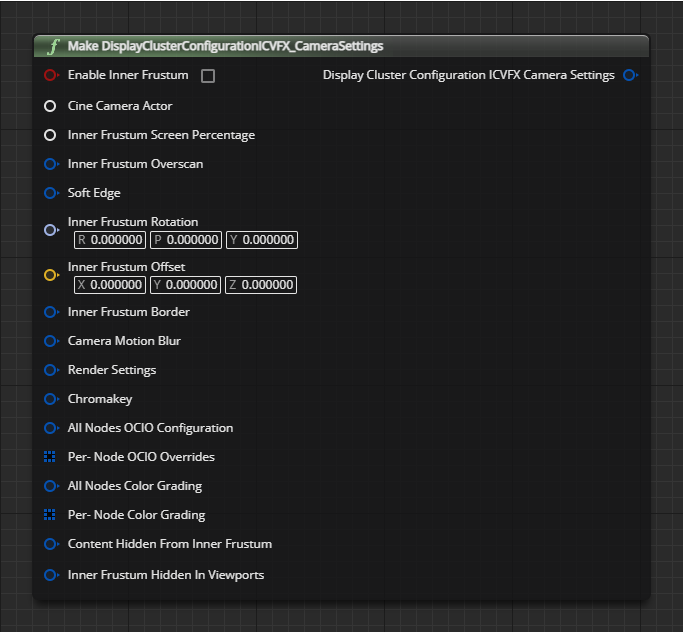 f Make DisplayClusterConfigurationICVFX_CameraSettings
Enable Inner Frustum Display Cluster Configuration ICVFX Camera Settings
Cine Camera Actor
Inner Frustum Screen Percentage
Inner Frustum Overscan
Soft Edge
Inner Frustum Rotation
R 0.000000 P 0.000000 Y 0.000000
Inner Frustum Offset
X 0.000000 Y 0.000000 Z 0.000000
Inner Frustum Border
Camera Motion Blur
Render Settings
Chromakey
All Nodes OCIO Configuration
Per- Node OCIO Overrides
All Nodes Color Grading
Per- Node Color Grading
Content Hidden From Inner Frustum
Inner Frustum Hidden In Viewports